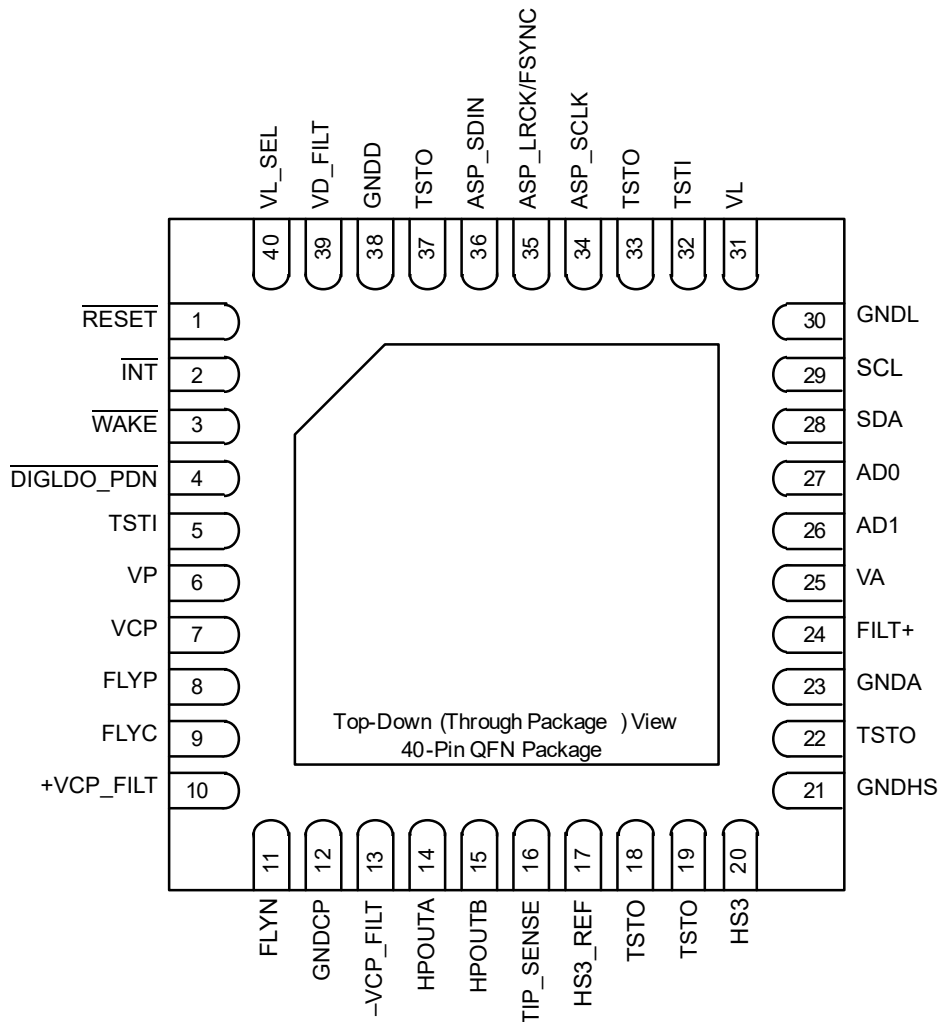 VL_SEL
VD_FILT
GNDD
TSTO
ASP_SDIN
ASP_LRCK/FSYNC
ASP_SCLK
TSTO
TSTI
VL
40
39
38
37
36
35
34
33
32
31
RESET 1
INT 2
WAKE 3
DIGLDO_PDN 4
TSTI 5
VP 6
VCP 7
FLYP 8
FLYC 9
+VCP_FILT 10
30 GNDL
29 SCL
28 SDA
27 AD0
26 AD1
25 VA
24 FILT+
23 GNDA
22 TSTO
21 GNDHS
Top-Down (Through Package ) View
40-Pin QFN Package
11
12
13
14
15
16
17
18
19
20
FLYN
GNDCP
–VCP_FILT
HPOUTA
HPOUTB
TIP_SENSE
HS3_REF
TSTO
TSTO
HS3